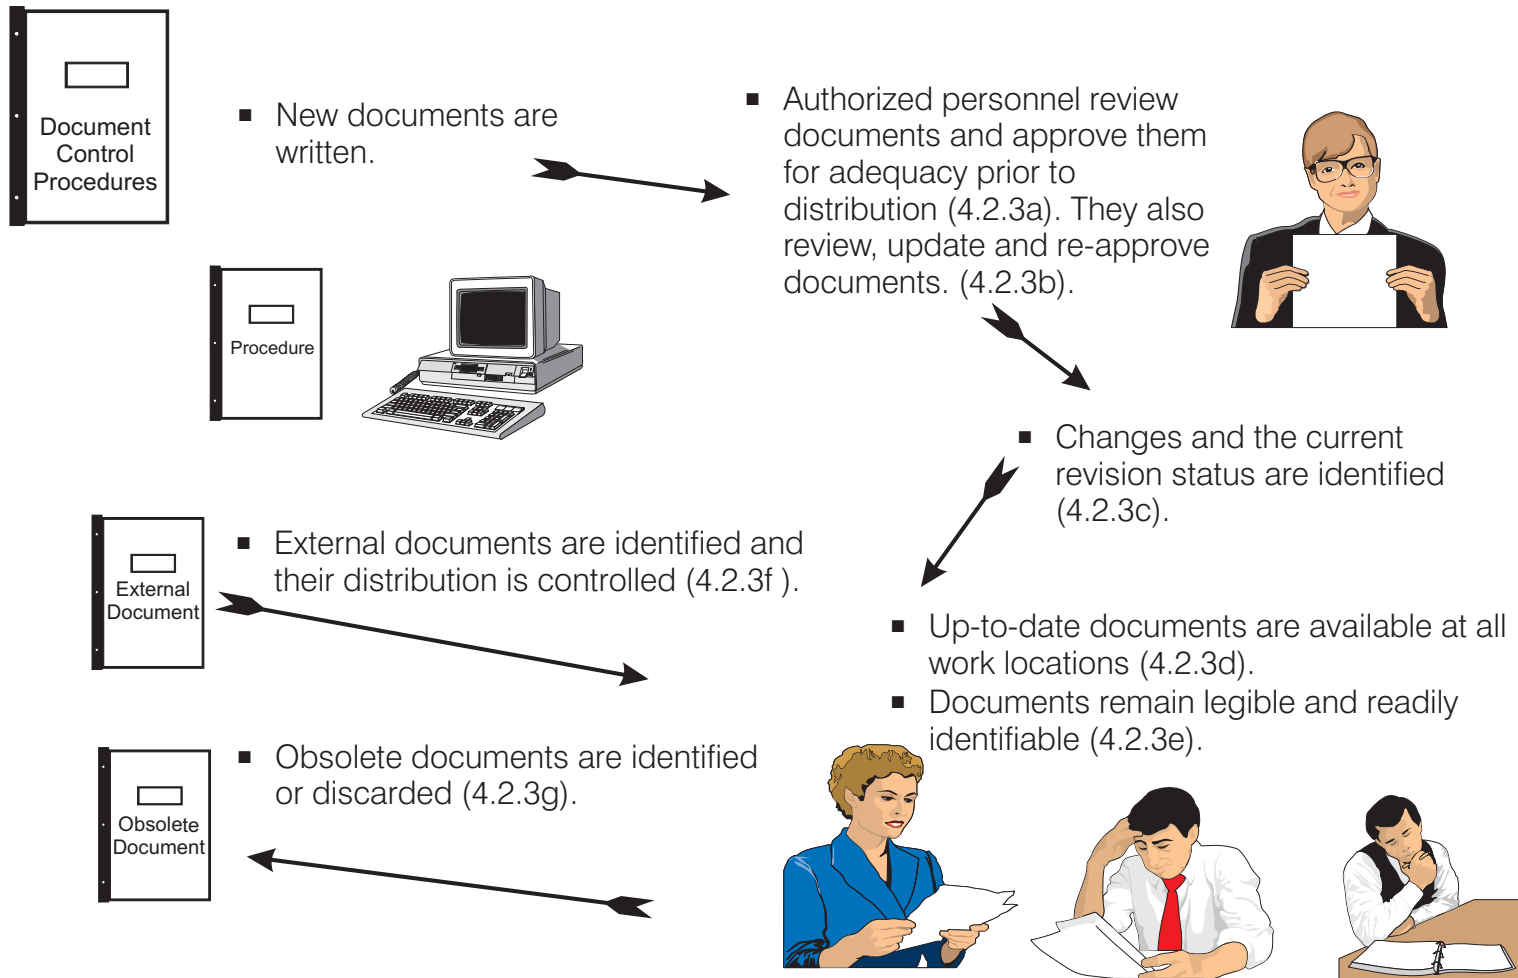 Document
Control
Procedures
■ New documents are
written.
■ Authorized personnel review
documents and approve them
for adequacy prior to
distribution (4.2.3a). They also
review, update and re-approve
documents. (4.2.3b).
Procedure
■ Changes and the current
revision status are identified
(4.2.3c).
External
Document
■ External documents are identified and
their distribution is controlled (4.2.3f ).
■ Up-to-date documents are available at all
work locations (4.2.3d).
■ Documents remain legible and readily
identifiable (4.2.3e).
Obsolete
Document
■ Obsolete documents are identified
or discarded (4.2.3g).